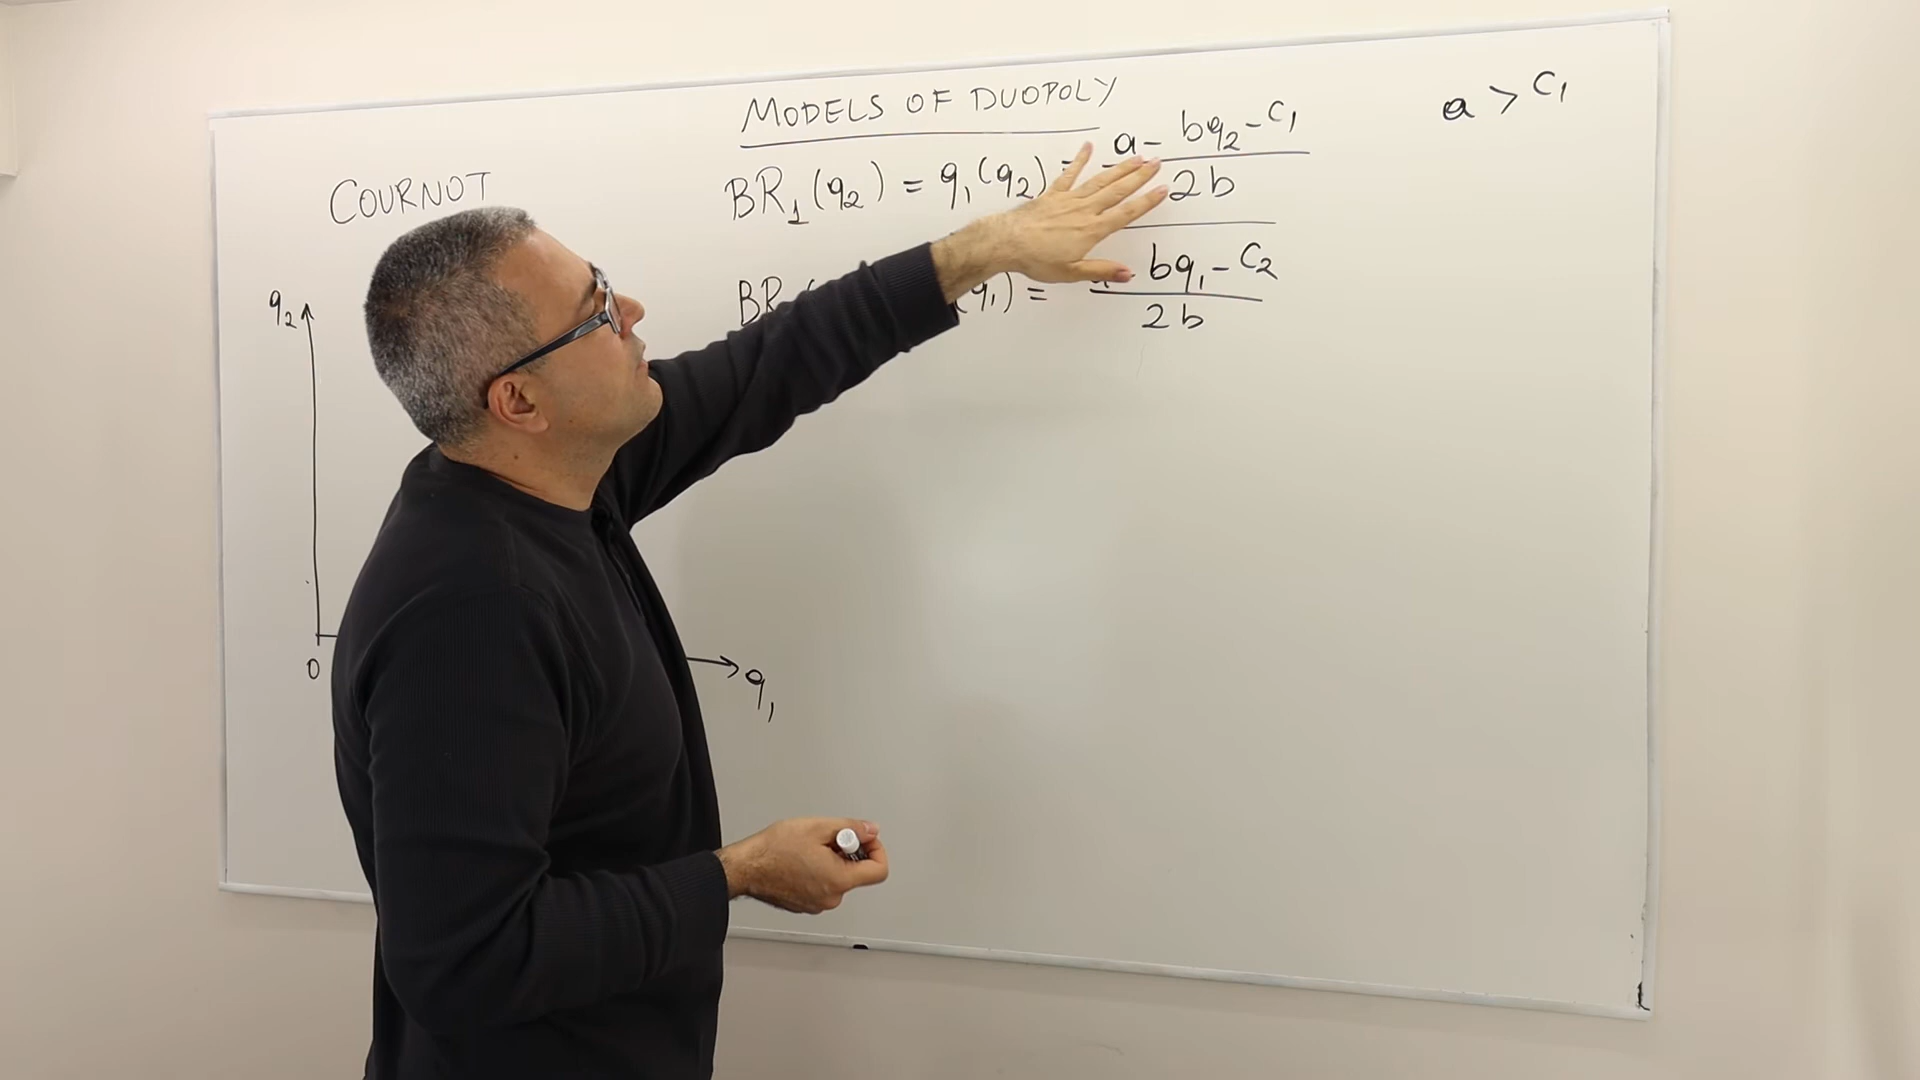 MODELS OF DUOPOLY
a > c₁
COURNOT
BR₁(q₂) = q₁(q₂) = a - bq₂ - c₁ / 2b
BR (q₁) = a - bq₁ - c₂ / 2b
q₂
0
q₁